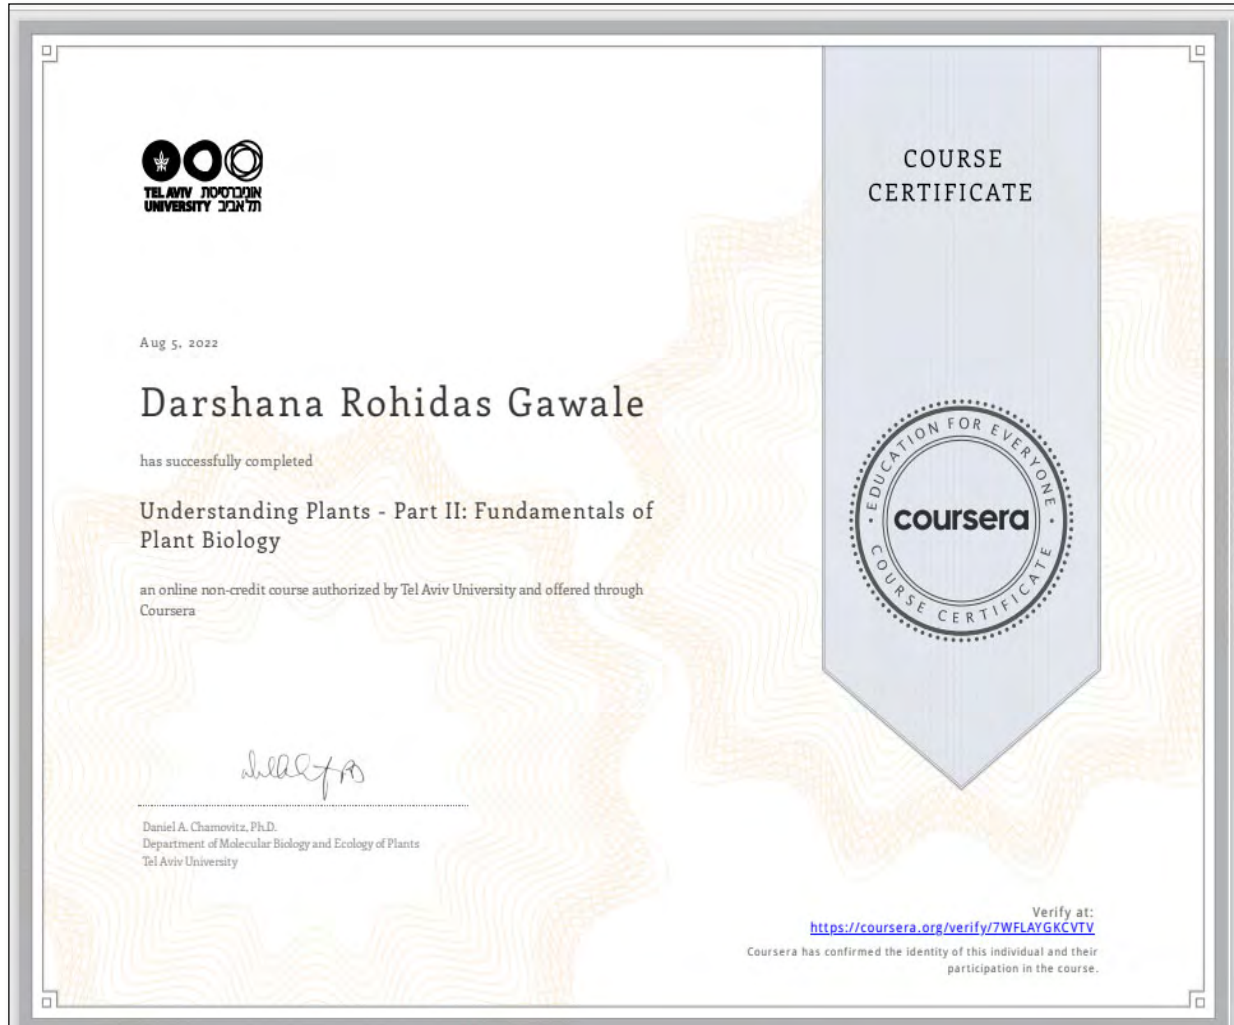 TEL AVIV אוניברסיטת
UNIVERSITY תל אביב
COURSE
CERTIFICATE
Aug 5, 2022
Darshana Rohidas Gawale
has successfully completed
Understanding Plants - Part II: Fundamentals of
Plant Biology
an online non-credit course authorized by Tel Aviv University and offered through
Coursera
EDUCATION FOR EVERYONE
coursera
COURSE CERTIFICATE
Daniel A. Chamovitz, Ph.D.
Department of Molecular Biology and Ecology of Plants
Tel Aviv University
Verify at:
https://coursera.org/verify/7WFLAYGKCVTV
Coursera has confirmed the identity of this individual and their
participation in the course.